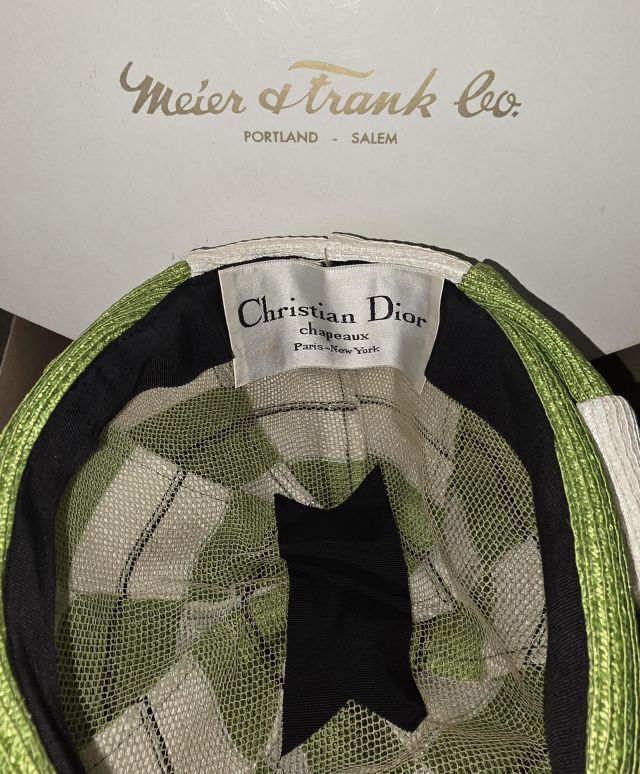 Meier & Frank Co.
PORTLAND - SALEM
Christian Dior
chapeaux
Paris-New York